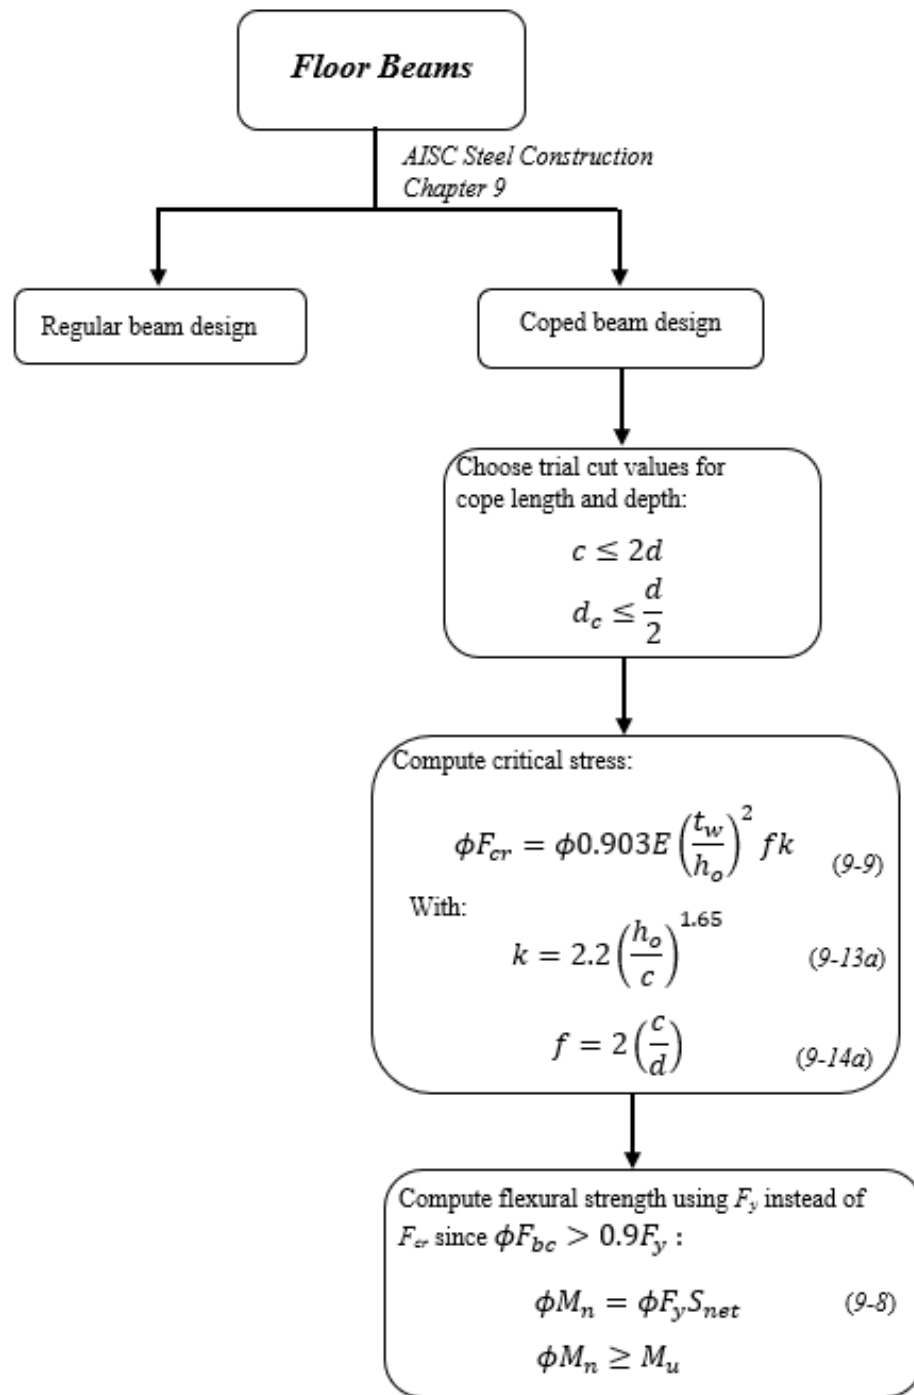 Floor Beams
AISC Steel Construction
Chapter 9
Regular beam design
Coped beam design
Choose trial cut values for
cope length and depth:
c ≤ 2d
d_c ≤ d/2
Compute critical stress:
ϕF_cr = ϕ0.903E (t_w/h_o)^2 fk (9-9)
With:
k = 2.2 (h_o/c)^1.65 (9-13a)
f = 2 (c/d) (9-14a)
Compute flexural strength using F_y instead of
F_cr since ϕF_bc > 0.9F_y :
ϕM_n = ϕF_yS_net (9-8)
ϕM_n ≥ M_u